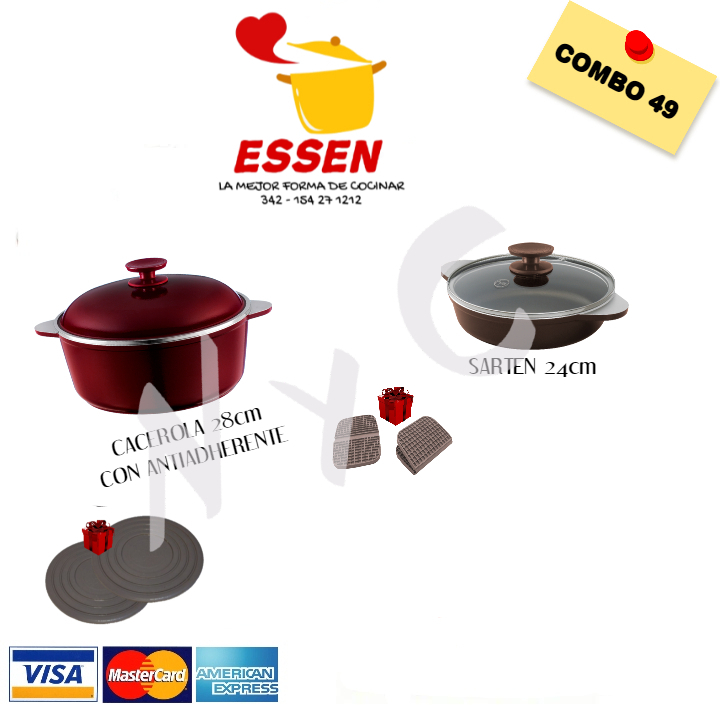 COMBO 49
ESSEN
LA MEJOR FORMA DE COCINAR
342 - 154 27 1212
SARTEN 24cm
CACEROLA 28cm
CON ANTIADHERENTE
NyC
VISA
MasterCard
AMERICAN
EXPRESS